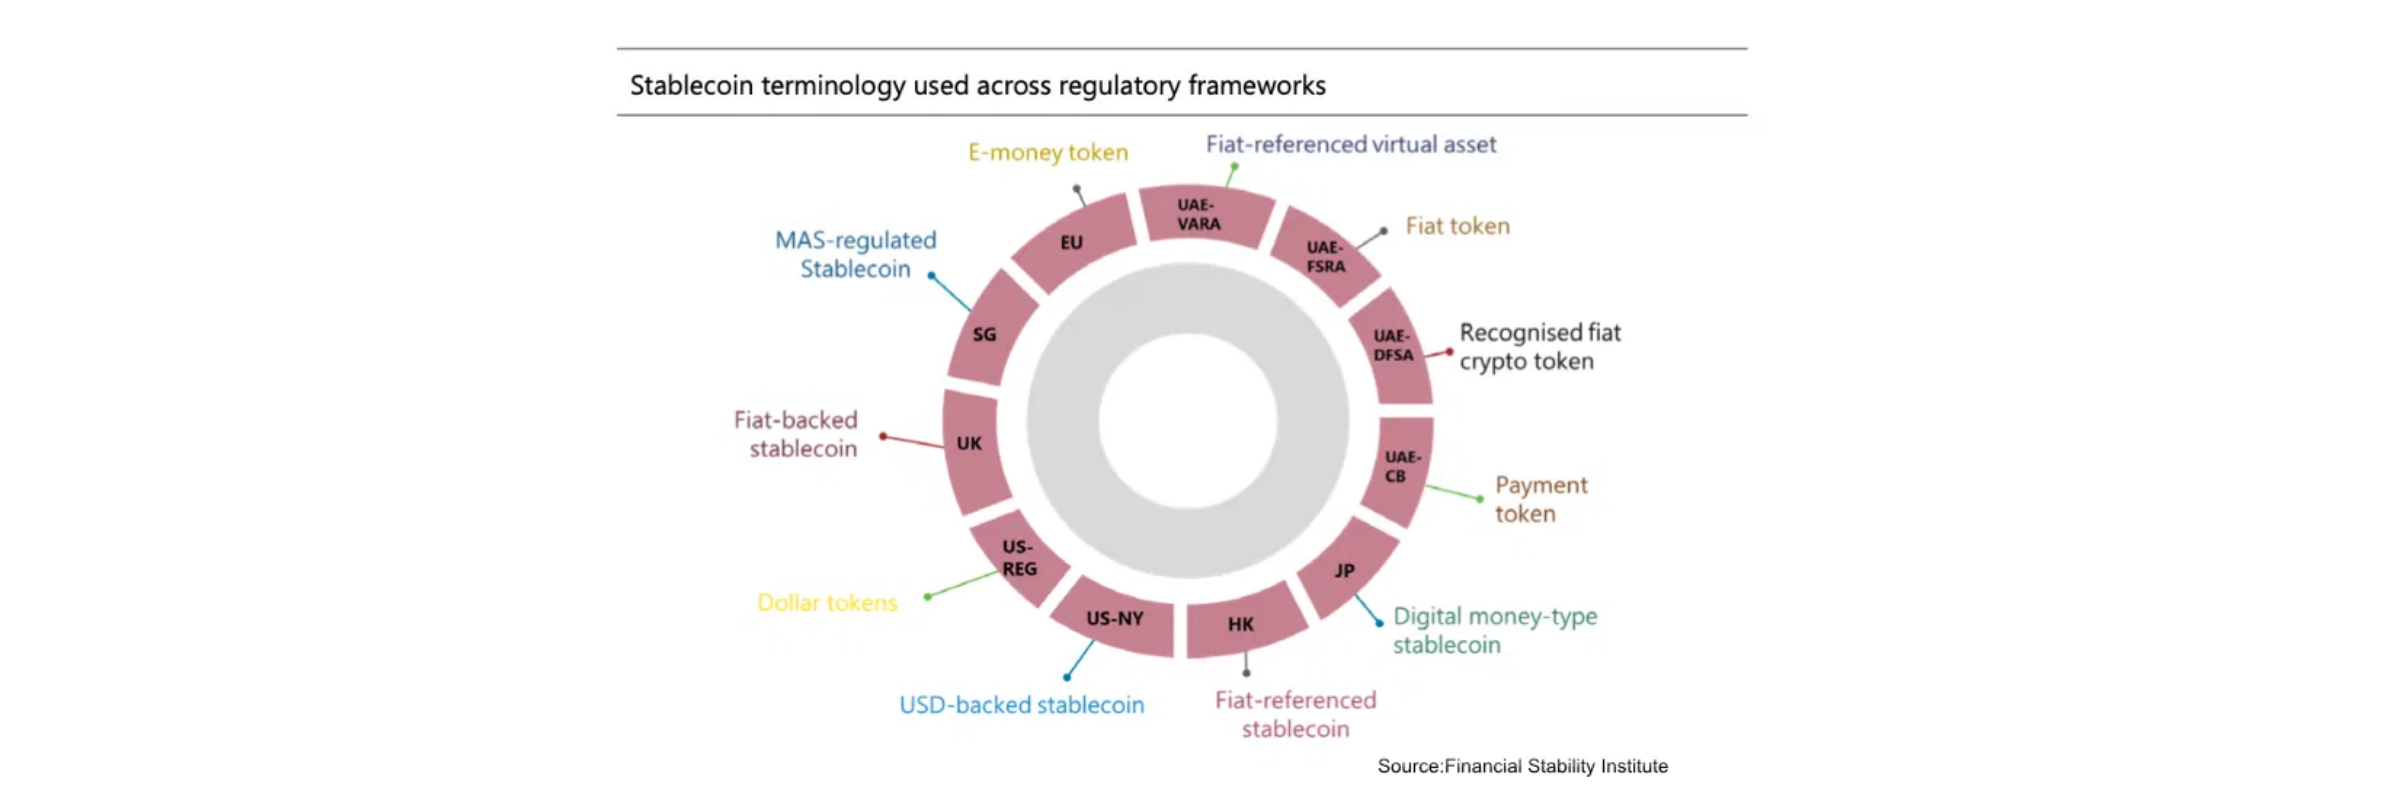 Stablecoin terminology used across regulatory frameworks
E-money token
Fiat-referenced virtual asset
UAE-
VARA
EU
Fiat token
UAE-
FSRA
MAS-regulated
Stablecoin
SG
UAE-
DFSA
Recognised fiat
crypto token
Fiat-backed
stablecoin
UK
UAE-
CB
Payment
token
US-
REG
JP
Dollar tokens
US-NY
HK
Digital money-type
stablecoin
USD-backed stablecoin
Fiat-referenced
stablecoin
Source:Financial Stability Institute